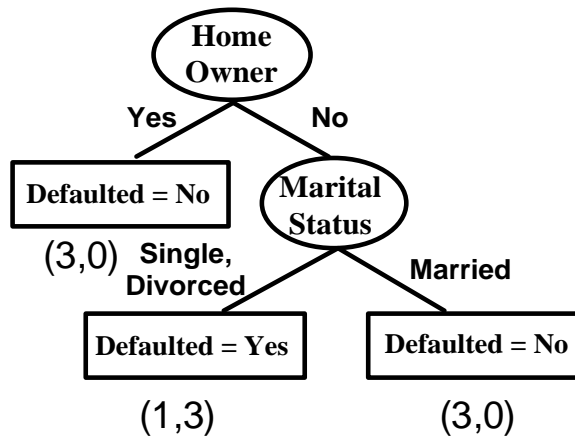 Home
Owner
Yes
No
Defaulted = No
Marital
Status
(3,0)
Single,
Divorced
Married
Defaulted = Yes
Defaulted = No
(1,3)
(3,0)